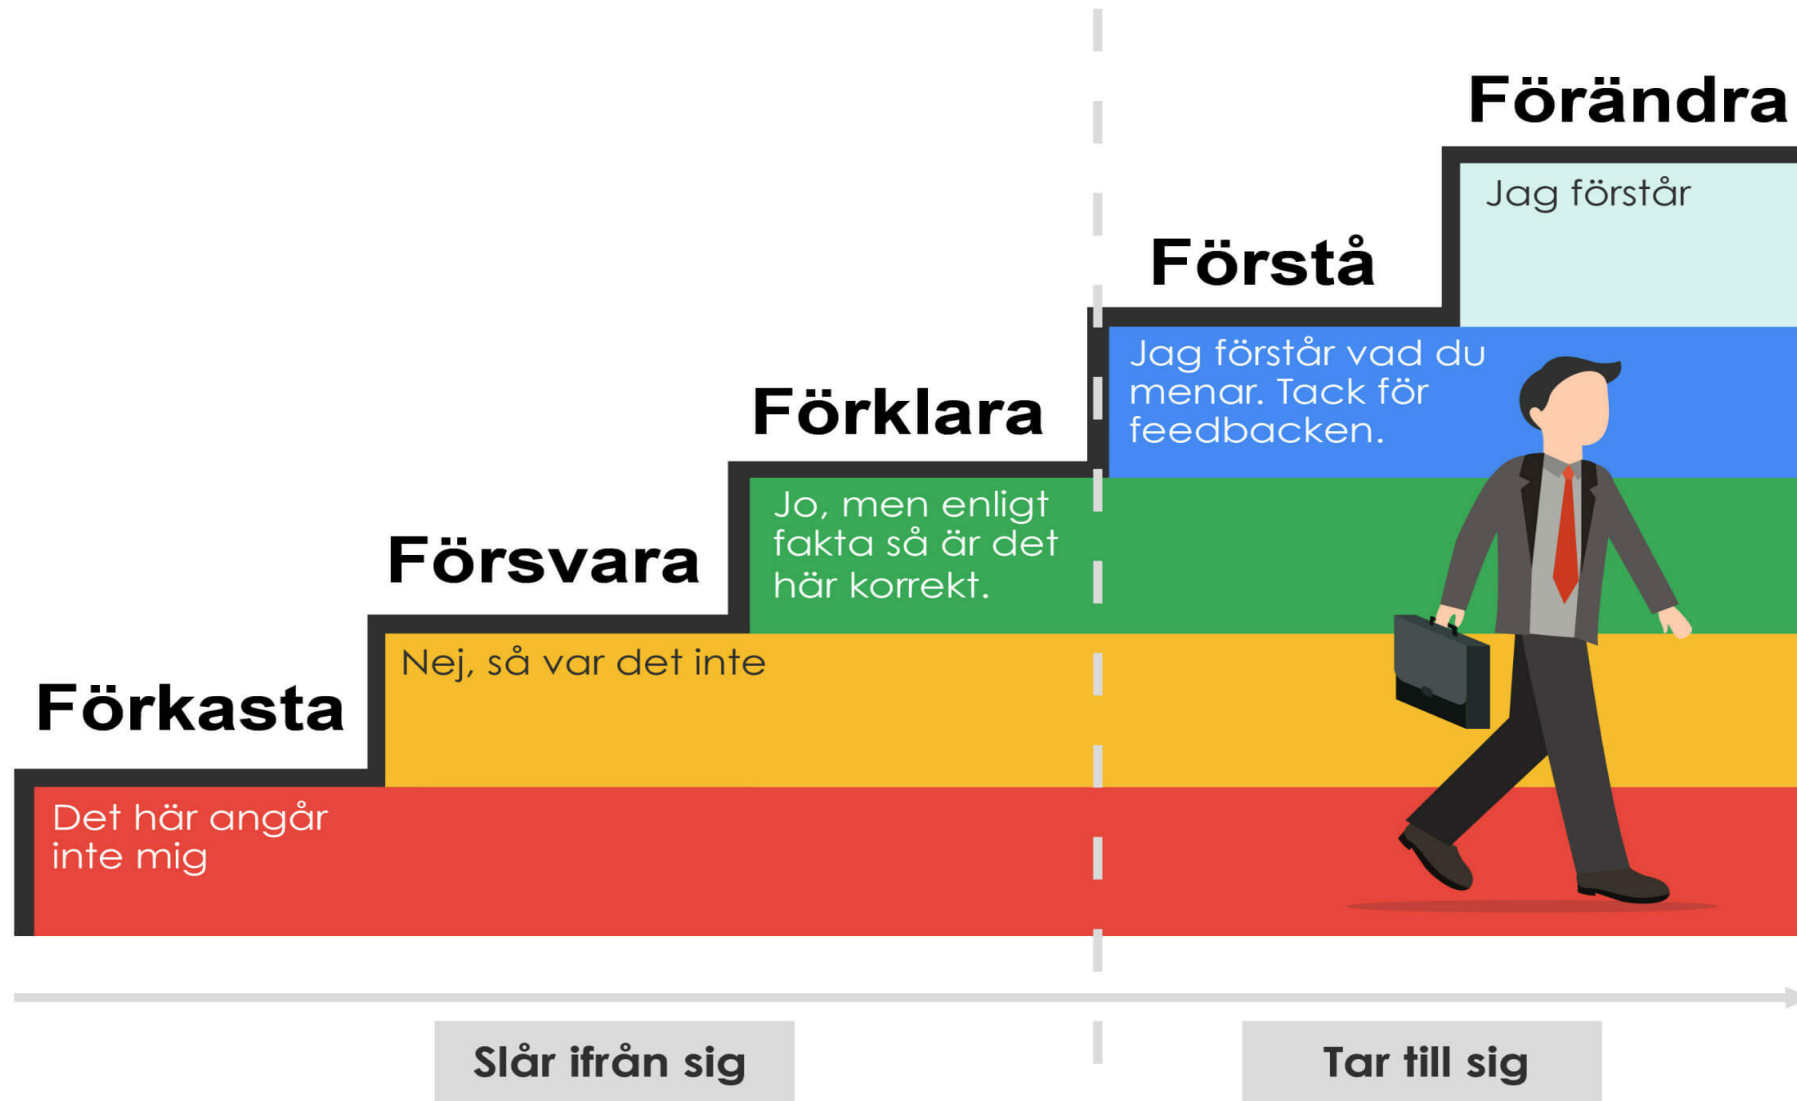 Förändra
Jag förstår
Förstå
Jag förstår vad du
menar. Tack för
feedbacken.
Förklara
Jo, men enligt
fakta så är det
här korrekt.
Försvara
Nej, så var det inte
Förkasta
Det här angår
inte mig
Slår ifrån sig
Tar till sig